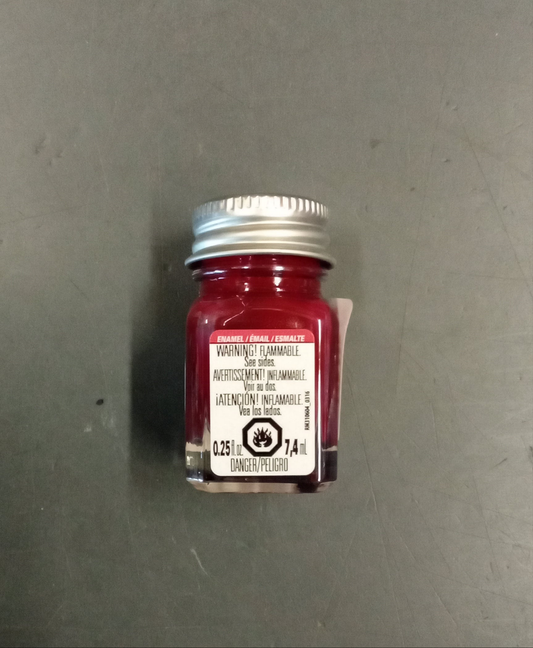 ENAMEL / ÉMAIL / ESMALTE
WARNING! FLAMMABLE.
See sides.
AVERTISSEMENT! INFLAMMABLE.
Voir au dos.
¡ATENCIÓN! INFLAMABLE.
Vea los lados.
0.25 fl. oz. 7,4 mL
DANGER/PELIGRO